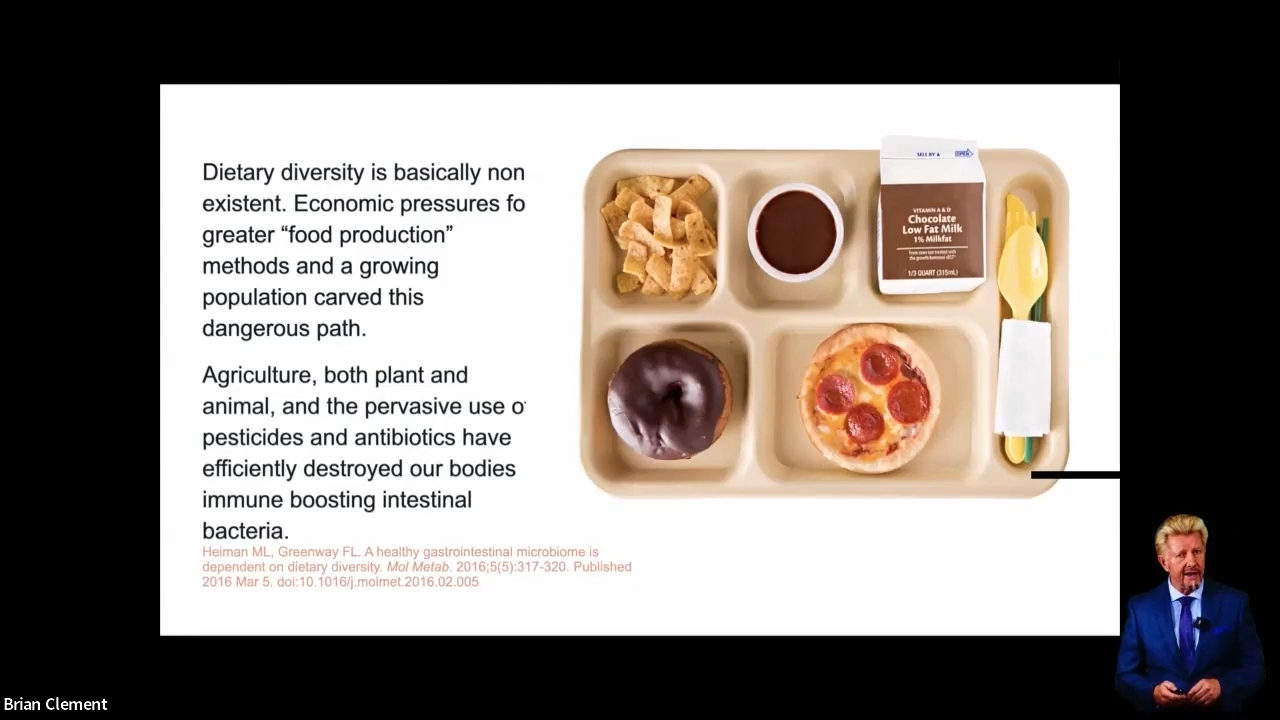 Dietary diversity is basically non
existent. Economic pressures fo
greater “food production”
methods and a growing
population carved this
dangerous path.
Agriculture, both plant and
animal, and the pervasive use o
pesticides and antibiotics have
efficiently destroyed our bodies
immune boosting intestinal
bacteria.
Heiman ML, Greenway FL. A healthy gastrointestinal microbiome is
dependent on dietary diversity. Mol Metab. 2016;5(5):317-320. Published
2016 Mar 5. doi:10.1016/j.molmet.2016.02.005
SELL BY A
OPEN
VITAMIN A & D
Chocolate
Low Fat Milk
1% Milkfat
1/3 QUART (315mL)
Brian Clement